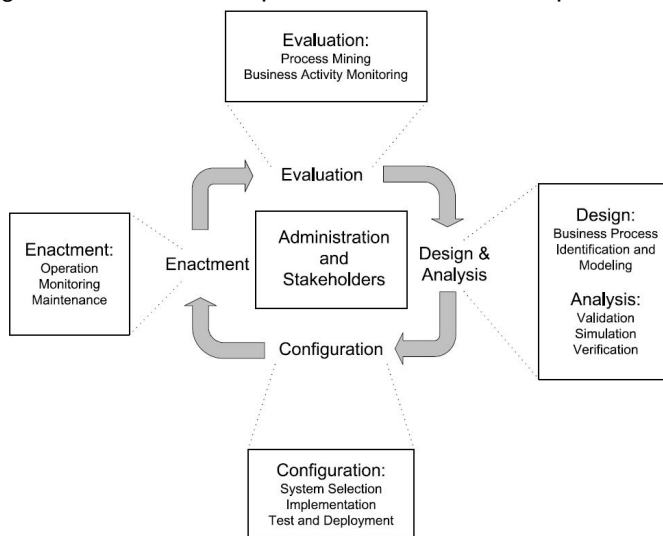 Evaluation:
Process Mining
Business Activity Monitoring
Evaluation
Enactment:
Operation
Monitoring
Maintenance
Enactment
Administration
and
Stakeholders
Design &
Analysis
Design:
Business Process
Identification and
Modeling
Analysis:
Validation
Simulation
Verification
Configuration
Configuration:
System Selection
Implementation
Test and Deployment